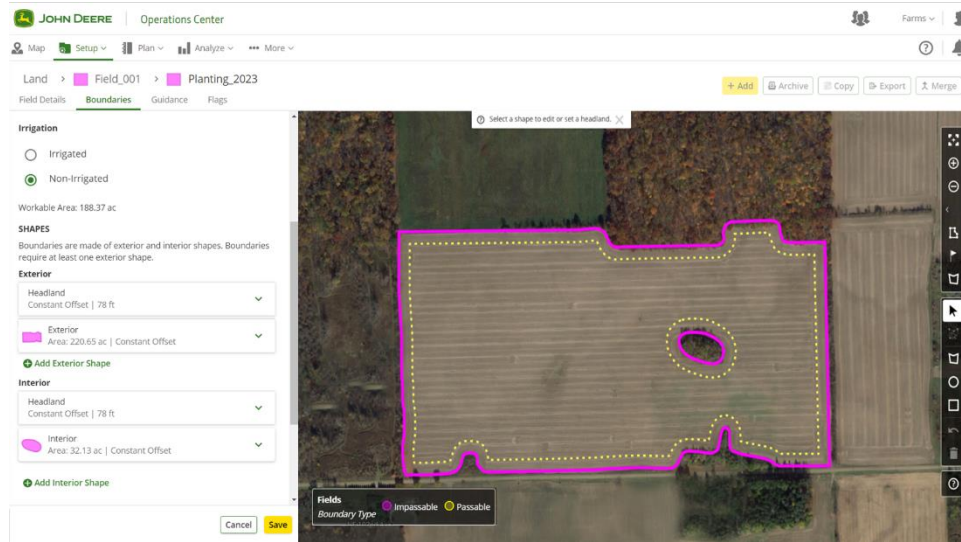 JOHN DEERE Operations Center Farms
Map Setup Plan Analyze More
Land > Field_001 > Planting_2023
+ Add Archive Copy Export Merge
Field Details Boundaries Guidance Flags
Select a shape to edit or set a headland.
Irrigation
Irrigated
Non-Irrigated
Workable Area: 188.37 ac
SHAPES
Boundaries are made of exterior and interior shapes. Boundaries
require at least one exterior shape.
Exterior
Headland
Constant Offset | 78 ft
Exterior
Area: 220.65 ac | Constant Offset
Add Exterior Shape
Interior
Headland
Constant Offset | 78 ft
Interior
Area: 32.13 ac | Constant Offset
Add Interior Shape
Cancel Save
Fields
Boundary Type
Impassable Passable